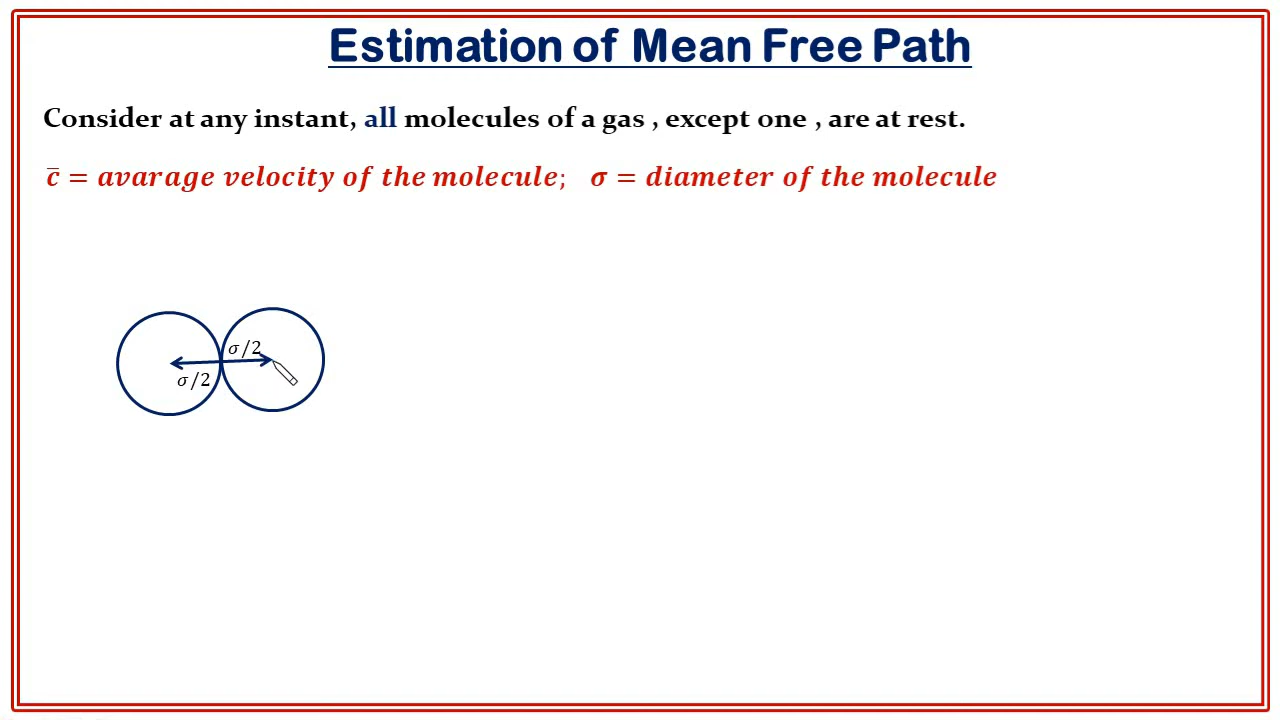 Estimation of Mean Free Path
Consider at any instant, all molecules of a gas , except one , are at rest.
c̅ = avarage velocity of the molecule; σ = diameter of the molecule
σ/2
σ/2